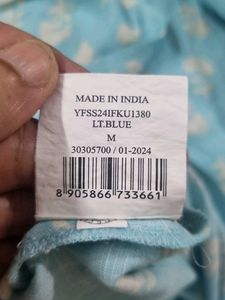 MADE IN INDIA
YFSS24IFKU1380
LT.BLUE
M
30305700 / 01-2024
8 905866 733661